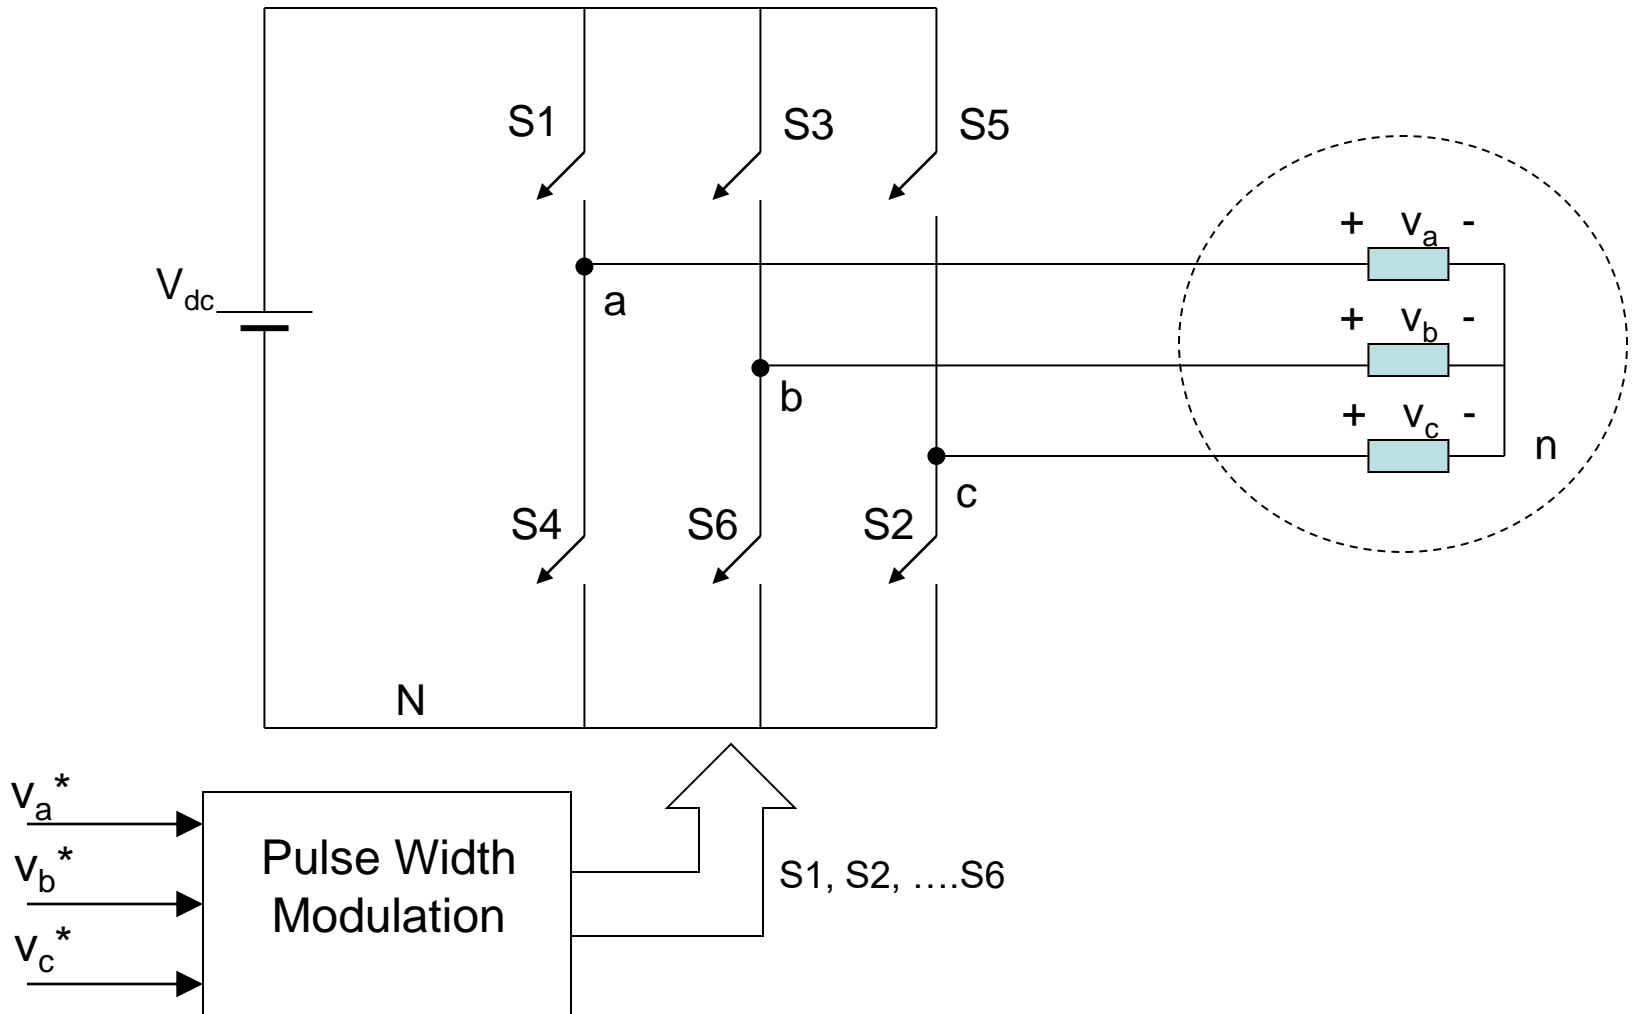 S1
S3
S5
+ va -
Vdc
a
+ vb -
b
+ vc -
n
c
S4
S6
S2
N
va*
Pulse Width
vb*
S1, S2, ….S6
Modulation
vc*